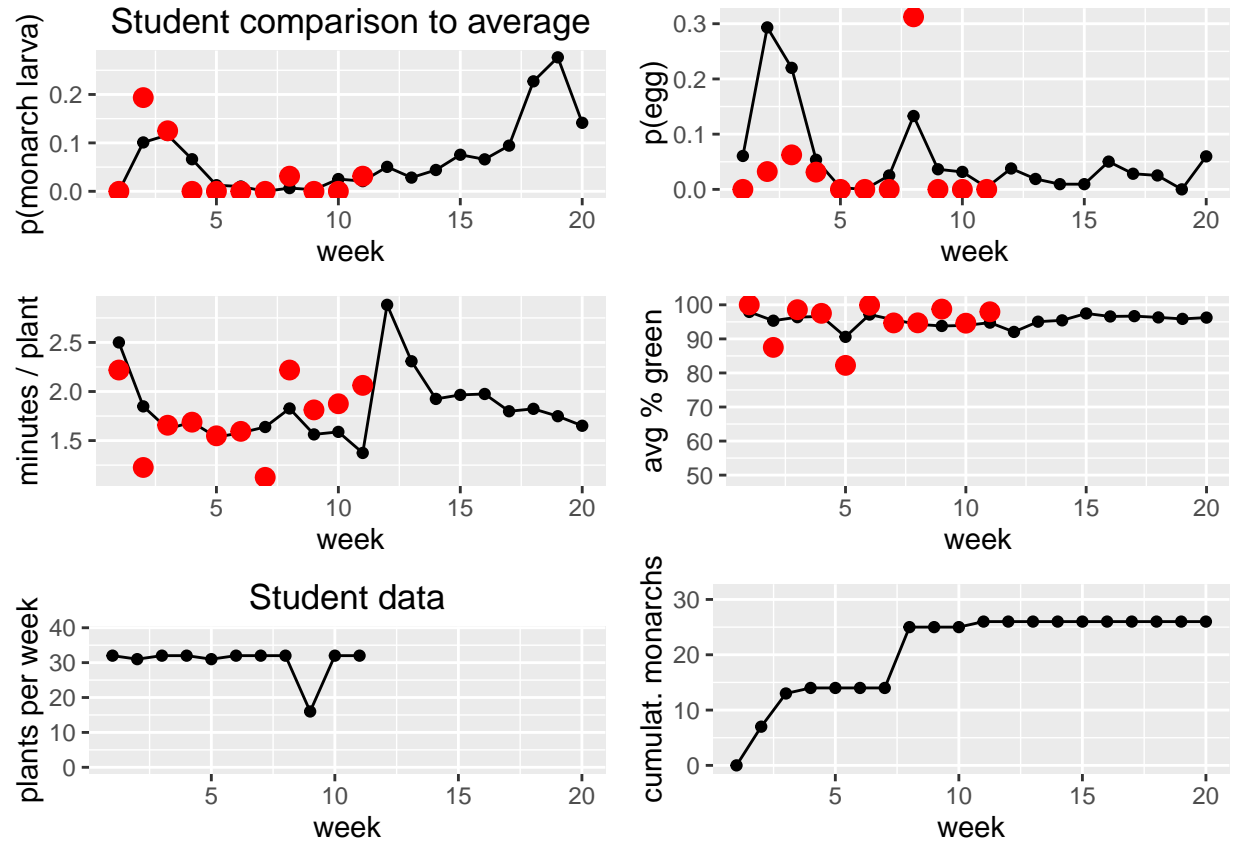 Student comparison to average
p(monarch larva)
0.2
0.1
0.0
5 10 15 20
week
p(egg)
0.3
0.2
0.1
0.0
5 10 15 20
week
minutes / plant
2.5
2.0
1.5
5 10 15 20
week
avg % green
100
90
80
70
60
50
5 10 15 20
week
Student data
plants per week
40
30
20
10
0
5 10 15 20
week
cumulat. monarchs
30
20
10
0
5 10 15 20
week